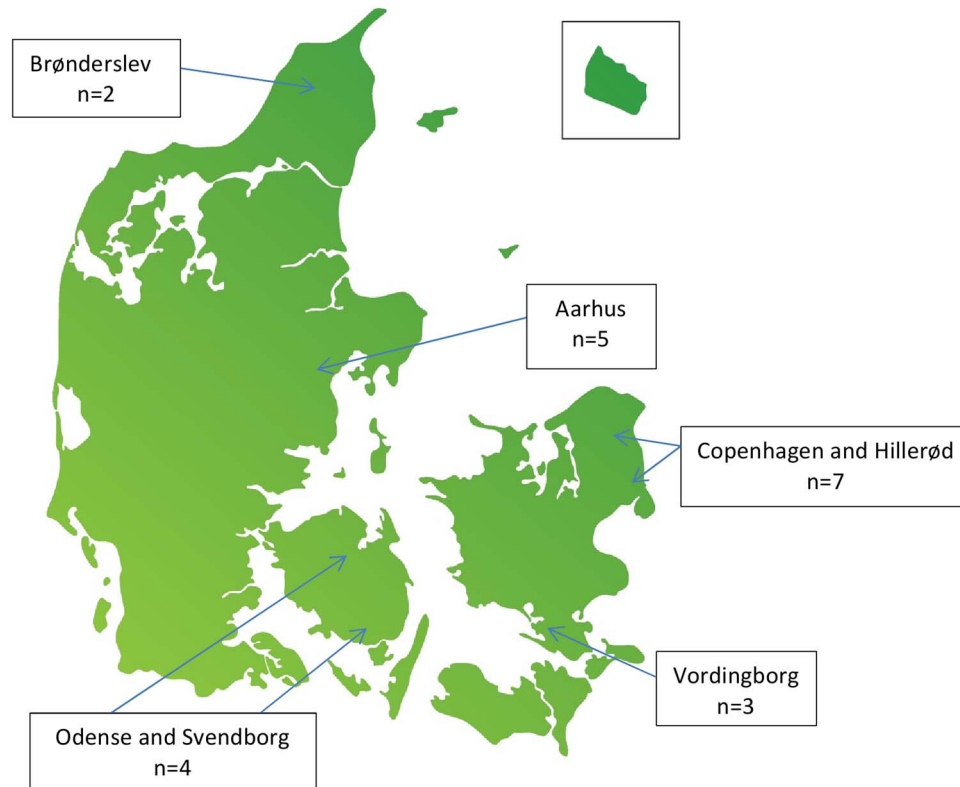 Brønderslev
n=2
Aarhus
n=5
Copenhagen and Hillerød
n=7
Vordingborg
n=3
Odense and Svendborg
n=4